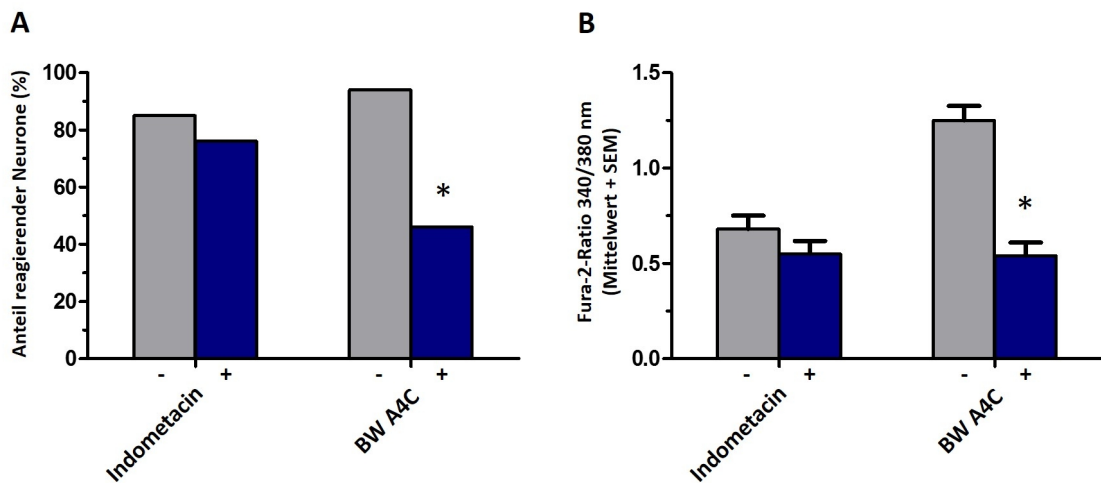 A
Anteil reagierender Neurone (%)
100
80
60
40
20
0
*
- + - +
Indometacin
BW A4C
B
Fura-2-Ratio 340/380 nm
(Mittelwert + SEM)
1.5
1.0
0.5
0.0
*
- + - +
Indometacin
BW A4C